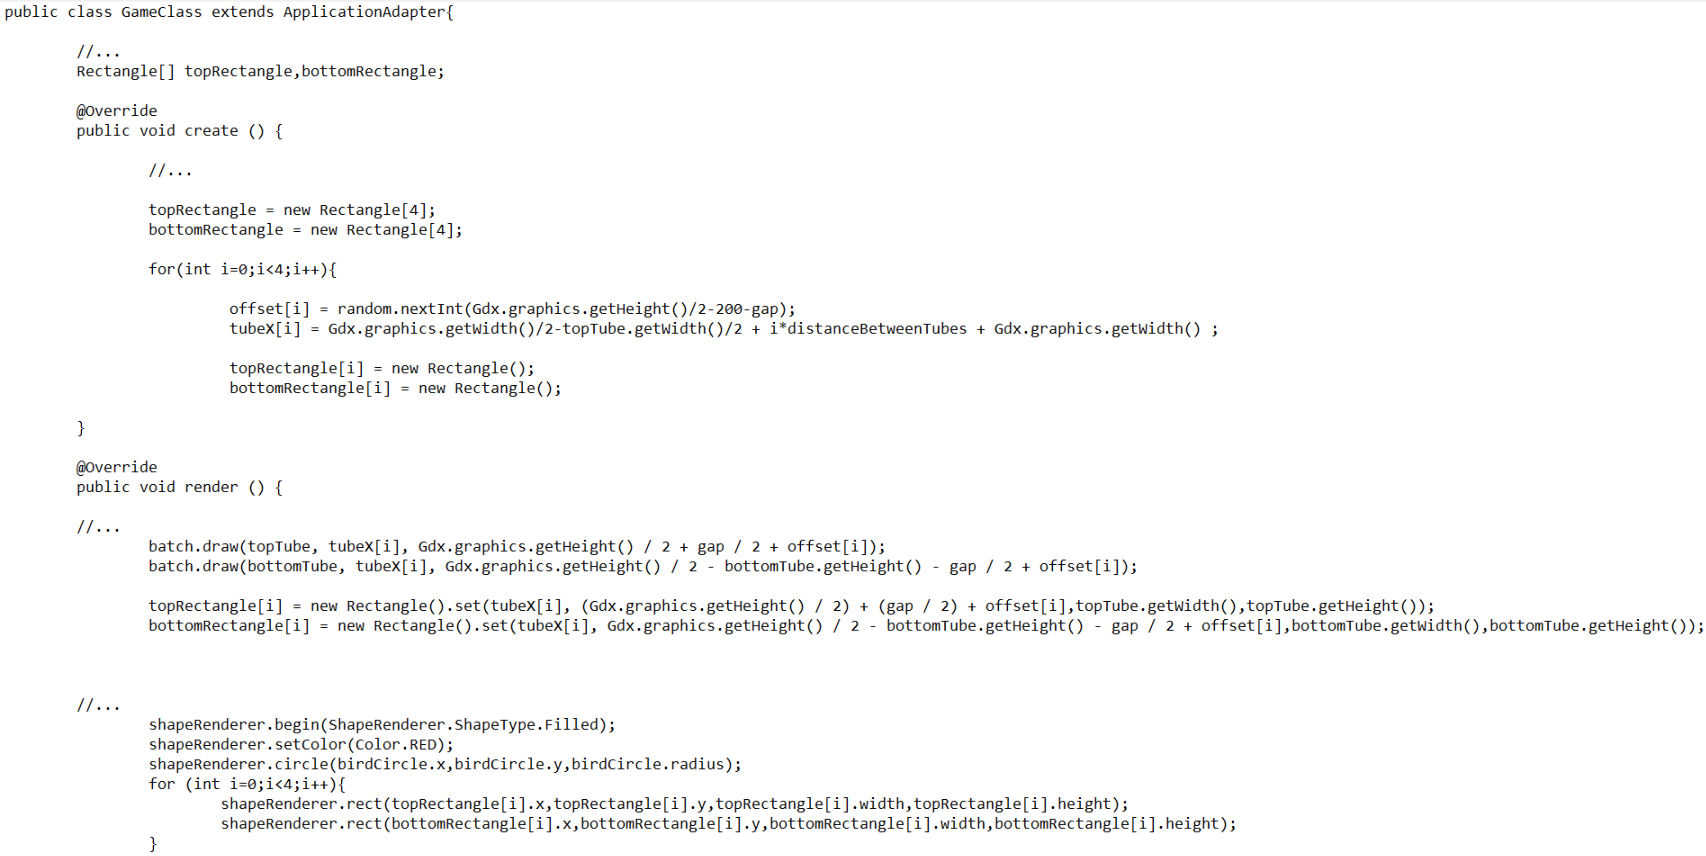 public class GameClass extends ApplicationAdapter{
//...
Rectangle[] topRectangle,bottomRectangle;
@Override
public void create () {
//...
topRectangle = new Rectangle[4];
bottomRectangle = new Rectangle[4];
for(int i=0;i<4;i++){
offset[i] = random.nextInt(Gdx.graphics.getHeight()/2-200-gap);
tubeX[i] = Gdx.graphics.getWidth()/2-topTube.getWidth()/2 + i*distanceBetweenTubes + Gdx.graphics.getWidth() ;
topRectangle[i] = new Rectangle();
bottomRectangle[i] = new Rectangle();
}
@Override
public void render () {
//...
batch.draw(topTube, tubeX[i], Gdx.graphics.getHeight() / 2 + gap / 2 + offset[i]);
batch.draw(bottomTube, tubeX[i], Gdx.graphics.getHeight() / 2 - bottomTube.getHeight() - gap / 2 + offset[i]);
topRectangle[i] = new Rectangle().set(tubeX[i], (Gdx.graphics.getHeight() / 2) + (gap / 2) + offset[i],topTube.getWidth(),topTube.getHeight());
bottomRectangle[i] = new Rectangle().set(tubeX[i], Gdx.graphics.getHeight() / 2 - bottomTube.getHeight() - gap / 2 + offset[i],bottomTube.getWidth(),bottomTube.getHeight());
//...
shapeRenderer.begin(ShapeRenderer.ShapeType.Filled);
shapeRenderer.setColor(Color.RED);
shapeRenderer.circle(birdCircle.x,birdCircle.y,birdCircle.radius);
for (int i=0;i<4;i++){
shapeRenderer.rect(topRectangle[i].x,topRectangle[i].y,topRectangle[i].width,topRectangle[i].height);
shapeRenderer.rect(bottomRectangle[i].x,bottomRectangle[i].y,bottomRectangle[i].width,bottomRectangle[i].height);
}